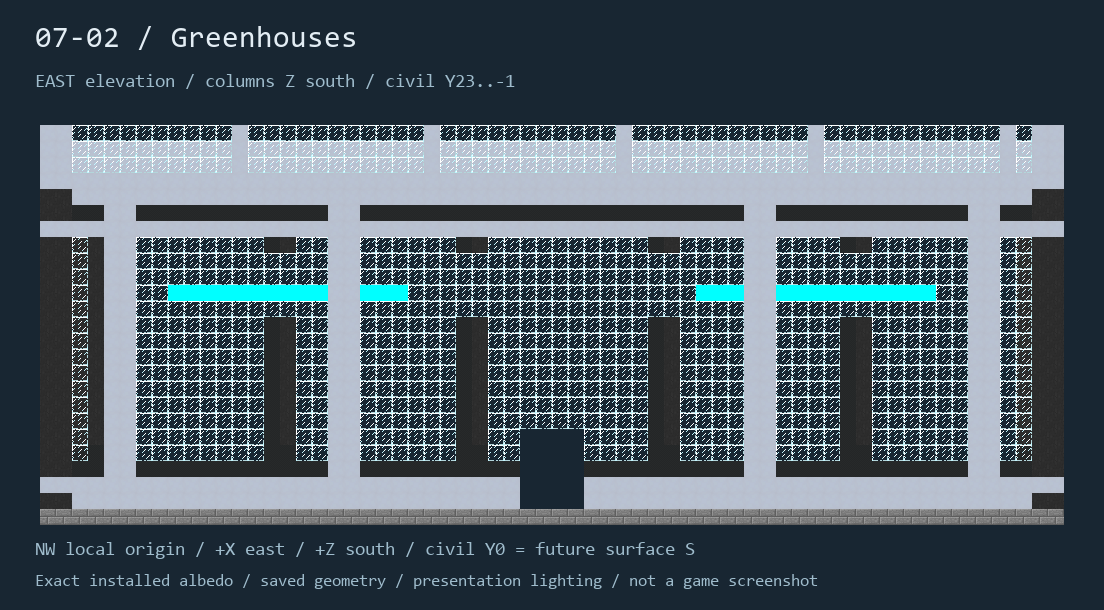 07-02 / Greenhouses
EAST elevation / columns Z south / civil Y23..-1
NW local origin / +X east / +Z south / civil Y0 = future surface S
Exact installed albedo / saved geometry / presentation lighting / not a game screenshot